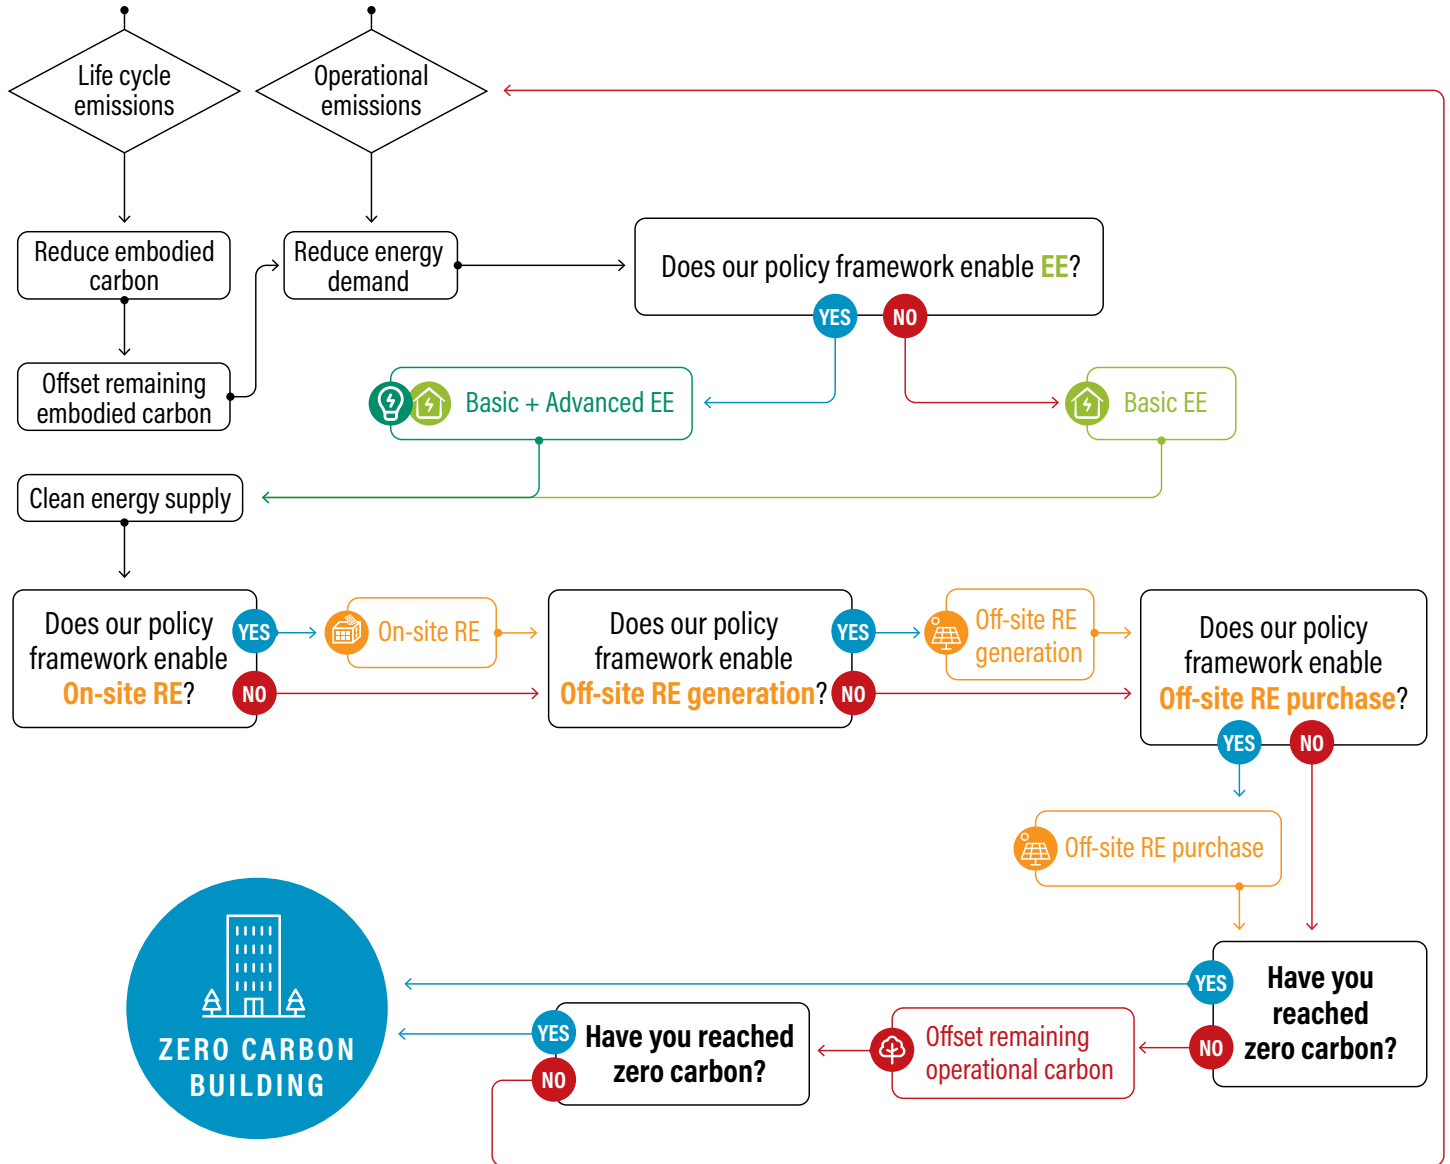 Life cycle
emissions
Operational
emissions
Reduce embodied
carbon
Reduce energy
demand
Does our policy framework enable EE?
YES
NO
Offset remaining
embodied carbon
Basic + Advanced EE
Basic EE
Clean energy supply
Does our policy
framework enable
On-site RE?
YES
NO
On-site RE
Does our policy
framework enable
Off-site RE generation?
YES
NO
Off-site RE
generation
Does our policy
framework enable
Off-site RE purchase?
YES
NO
Off-site RE purchase
Have you
reached
zero carbon?
YES
NO
Offset remaining
operational carbon
Have you reached
zero carbon?
YES
NO
ZERO CARBON
BUILDING